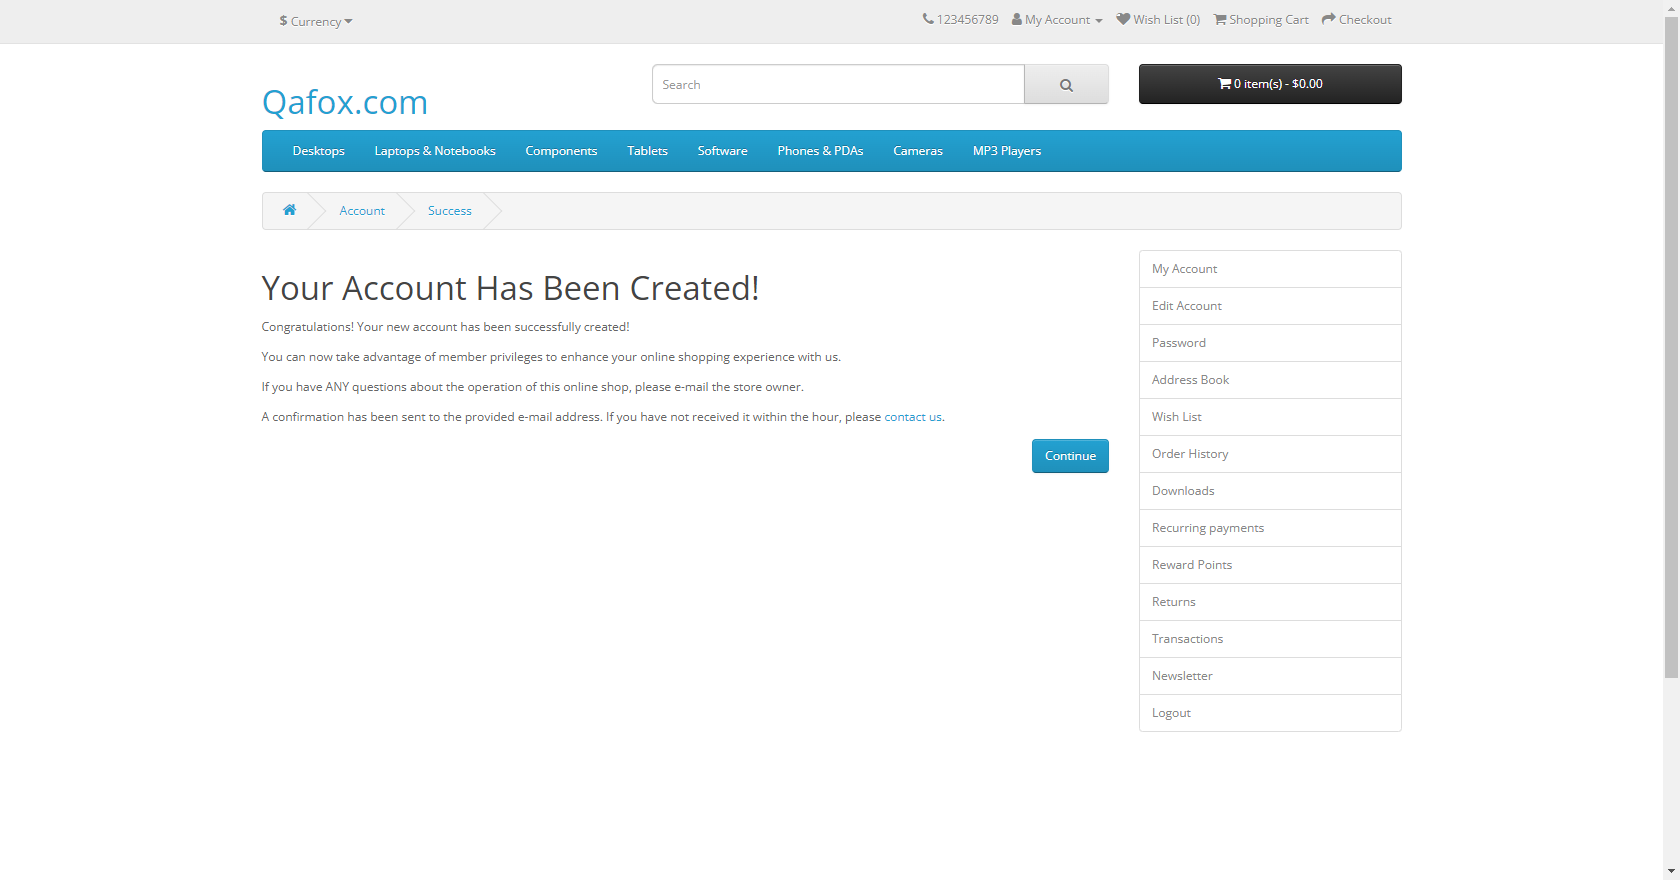 $ Currency
123456789 My Account Wish List (0) Shopping Cart Checkout
Qafox.com
Search
0 item(s) - $0.00
Desktops Laptops & Notebooks Components Tablets Software Phones & PDAs Cameras MP3 Players
Account Success
Your Account Has Been Created!
Congratulations! Your new account has been successfully created!
You can now take advantage of member privileges to enhance your online shopping experience with us.
If you have ANY questions about the operation of this online shop, please e-mail the store owner.
A confirmation has been sent to the provided e-mail address. If you have not received it within the hour, please contact us.
Continue
My Account
Edit Account
Password
Address Book
Wish List
Order History
Downloads
Recurring payments
Reward Points
Returns
Transactions
Newsletter
Logout